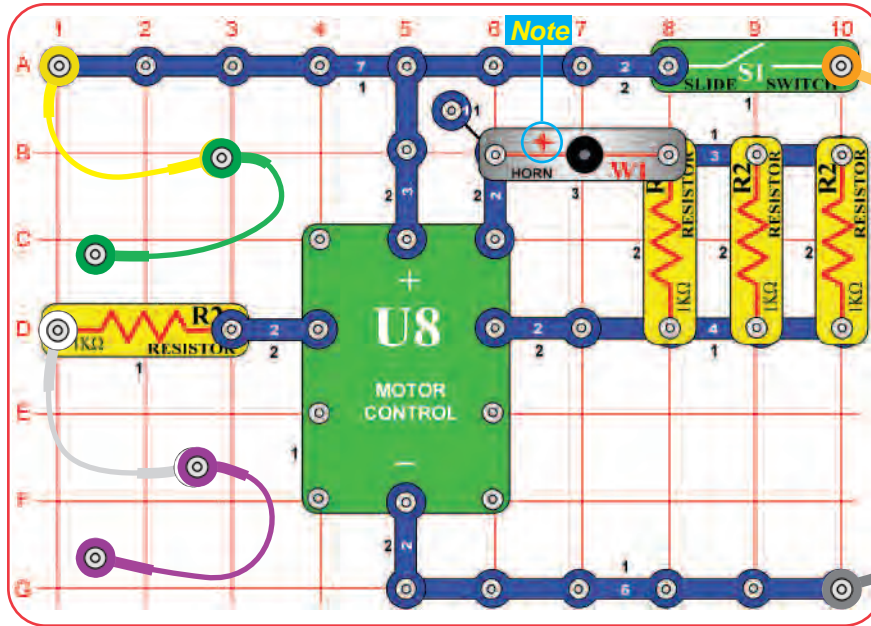 1 2 3 4 5 6 7 8 9 10
Note
A
7
1
2
2
S1
SLIDE SWITCH
1
1
1
B
HORN
W1
3
1
3
2
3
2
2
C
R2
RESISTOR
1KΩ
2
R2
RESISTOR
1KΩ
2
R2
RESISTOR
1KΩ
2
+
U8
MOTOR
CONTROL
–
1
D
R2
1KΩ
RESISTOR
1
2
2
2
2
4
1
E
F
2
2
G
1
6